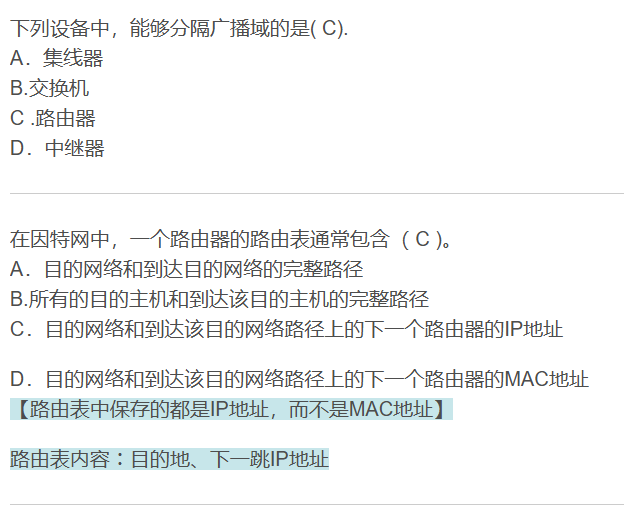 下列设备中，能够分隔广播域的是( C).
A．集线器
B.交换机
C .路由器
D．中继器
在因特网中，一个路由器的路由表通常包含（ C )。
A．目的网络和到达目的网络的完整路径
B.所有的目的主机和到达该目的主机的完整路径
C．目的网络和到达该目的网络路径上的下一个路由器的IP地址
D．目的网络和到达该目的网络路径上的下一个路由器的MAC地址
【路由表中保存的都是IP地址，而不是MAC地址】
路由表内容：目的地、下一跳IP地址